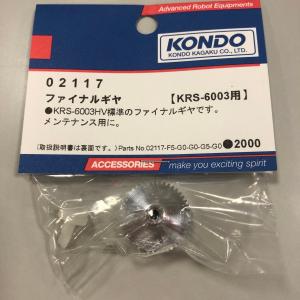 Advanced Robot Equipments
KONDO
KONDO KAGAKU CO., LTD.
02117
ファイナルギヤ 【KRS-6003用】
●KRS-6003HV標準のファイナルギヤです。
メンテナンス用に。
(取扱説明書は裏面です。) Parts No.02117-F5-G0-G0-G5-G0 ●2000
ACCESSORIES make you exciting spirit